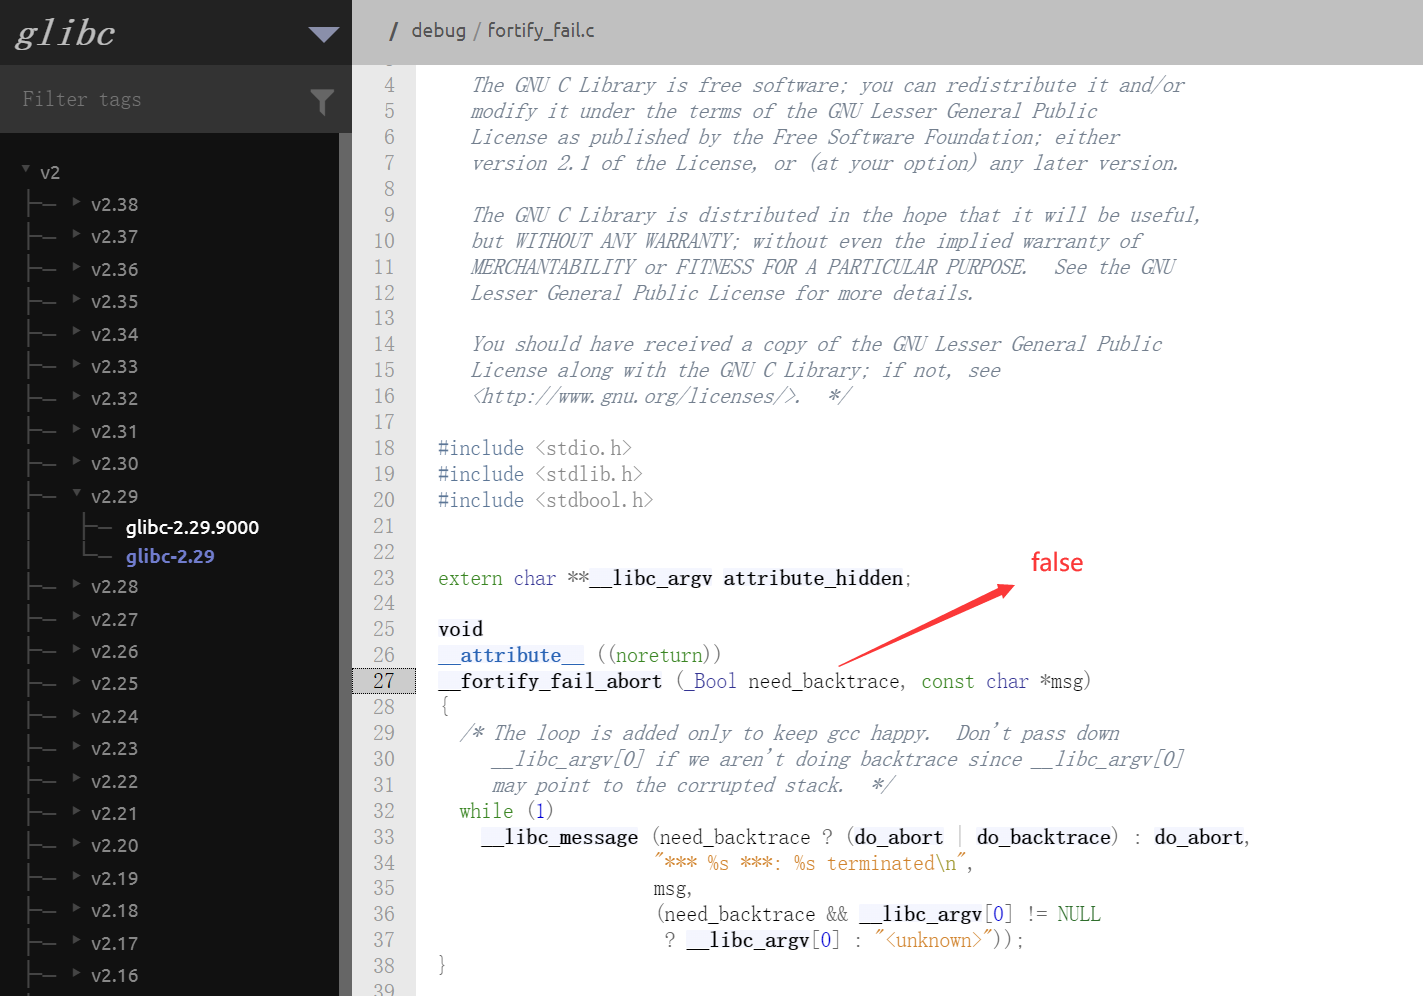 glibc
/ debug / fortify_fail.c
Filter tags
v2
v2.38
v2.37
v2.36
v2.35
v2.34
v2.33
v2.32
v2.31
v2.30
v2.29
glibc-2.29.9000
glibc-2.29
v2.28
v2.27
v2.26
v2.25
v2.24
v2.23
v2.22
v2.21
v2.20
v2.19
v2.18
v2.17
v2.16
4 The GNU C Library is free software; you can redistribute it and/or
5 modify it under the terms of the GNU Lesser General Public
6 License as published by the Free Software Foundation; either
7 version 2.1 of the License, or (at your option) any later version.
8
9 The GNU C Library is distributed in the hope that it will be useful,
10 but WITHOUT ANY WARRANTY; without even the implied warranty of
11 MERCHANTABILITY or FITNESS FOR A PARTICULAR PURPOSE.  See the GNU
12 Lesser General Public License for more details.
13
14 You should have received a copy of the GNU Lesser General Public
15 License along with the GNU C Library; if not, see
16 <http://www.gnu.org/licenses/>.  */
17
18 #include <stdio.h>
19 #include <stdlib.h>
20 #include <stdbool.h>
21
22
false
23 extern char **__libc_argv attribute_hidden;
24
25 void
26 __attribute__ ((noreturn))
27 __fortify_fail_abort (_Bool need_backtrace, const char *msg)
28 {
29 /* The loop is added only to keep gcc happy.  Don't pass down
30 __libc_argv[0] if we aren't doing backtrace since __libc_argv[0]
31 may point to the corrupted stack.  */
32 while (1)
33 __libc_message (need_backtrace ? (do_abort | do_backtrace) : do_abort,
34 "*** %s ***: %s terminated\n",
35 msg,
36 (need_backtrace && __libc_argv[0] != NULL
37 ? __libc_argv[0] : "<unknown>"));
38 }
39